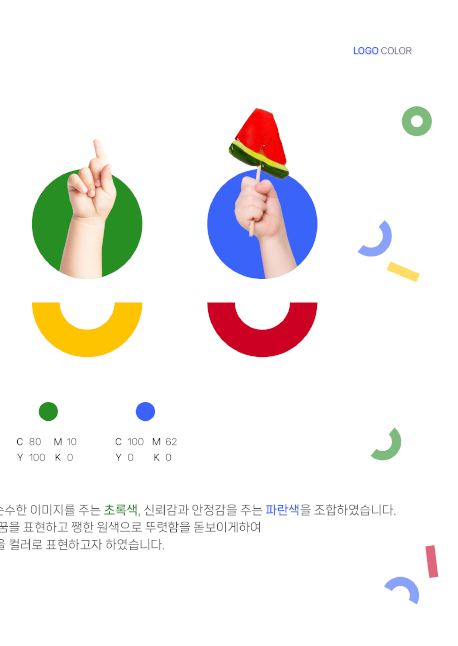 LOGO COLOR
C 80 M 10
Y 100 K 0
C 100 M 62
Y 0 K 0
순수한 이미지를 주는 초록색, 신뢰감과 안정감을 주는 파란색을 조합하였습니다.
꿈을 표현하고 쨍한 원색으로 뚜렷함을 돋보이게하여
을 컬러로 표현하고자 하였습니다.